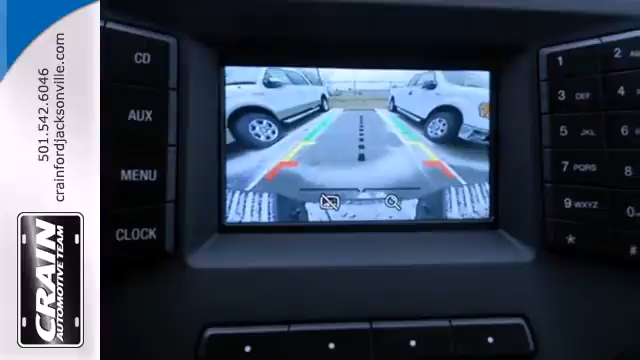 501.542.6046
crainfordjacksonville.com
CRAIN
AUTOMOTIVE TEAM
CD
AUX
MENU
CLOCK
1
2
3 DEF
4
5 JKL
7 PQRS
8
9 WXYZ
0
*
#